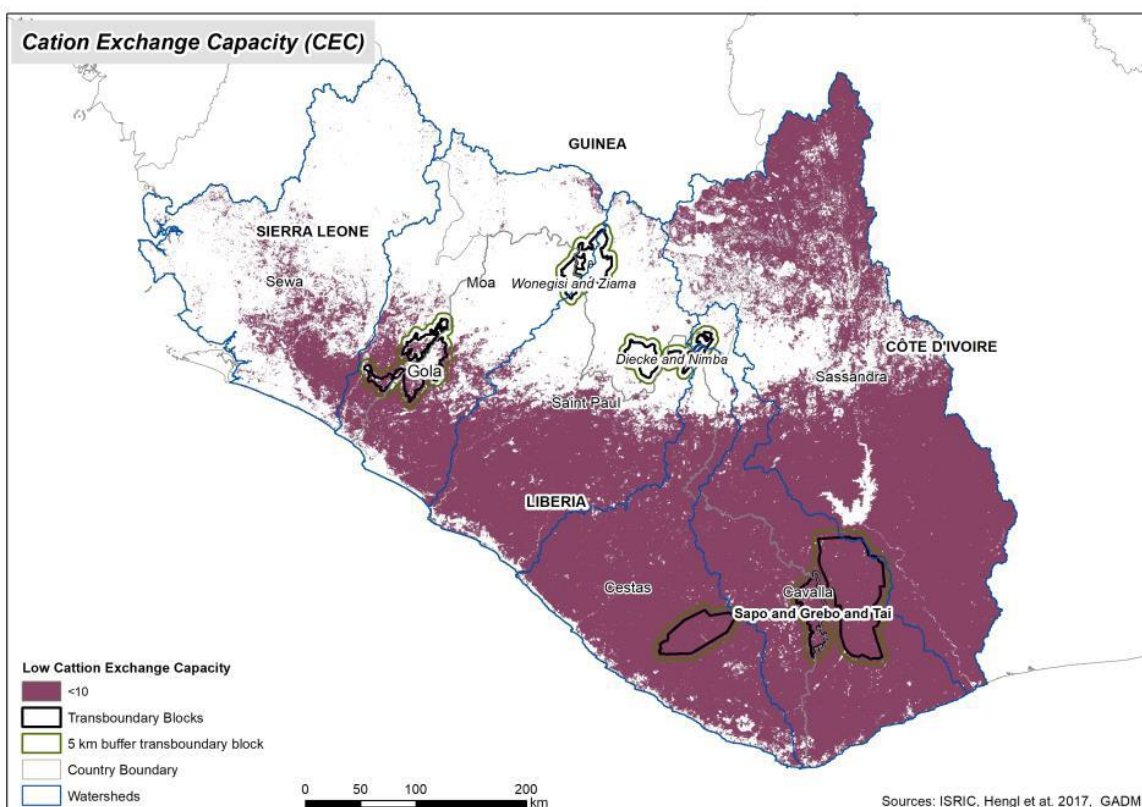 Cation Exchange Capacity (CEC)
GUINEA
SIERRA LEONE
Sewa
Moa
Wonegisi and Ziama
Diecke and Nimba
CÔTE D'IVOIRE
Gola
Sassandra
Saint Paul
LIBERIA
Cestas
Cavalla
Sapo and Grebo and Tai
Low Cattion Exchange Capacity
<10
Transboundary Blocks
5 km buffer transboundary block
Country Boundary
Watersheds
0 50 100 200
km
Sources: ISRIC, Hengl et at. 2017, GADM